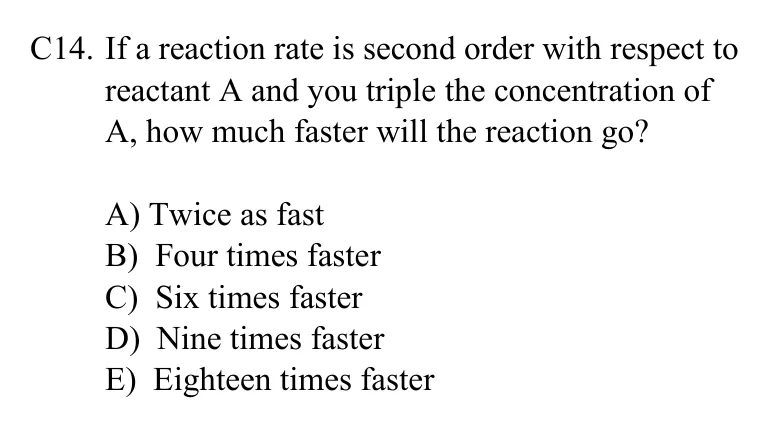 C14. If a reaction rate is second order with respect to
reactant A and you triple the concentration of
A, how much faster will the reaction go?
A) Twice as fast
B) Four times faster
C) Six times faster
D) Nine times faster
E) Eighteen times faster